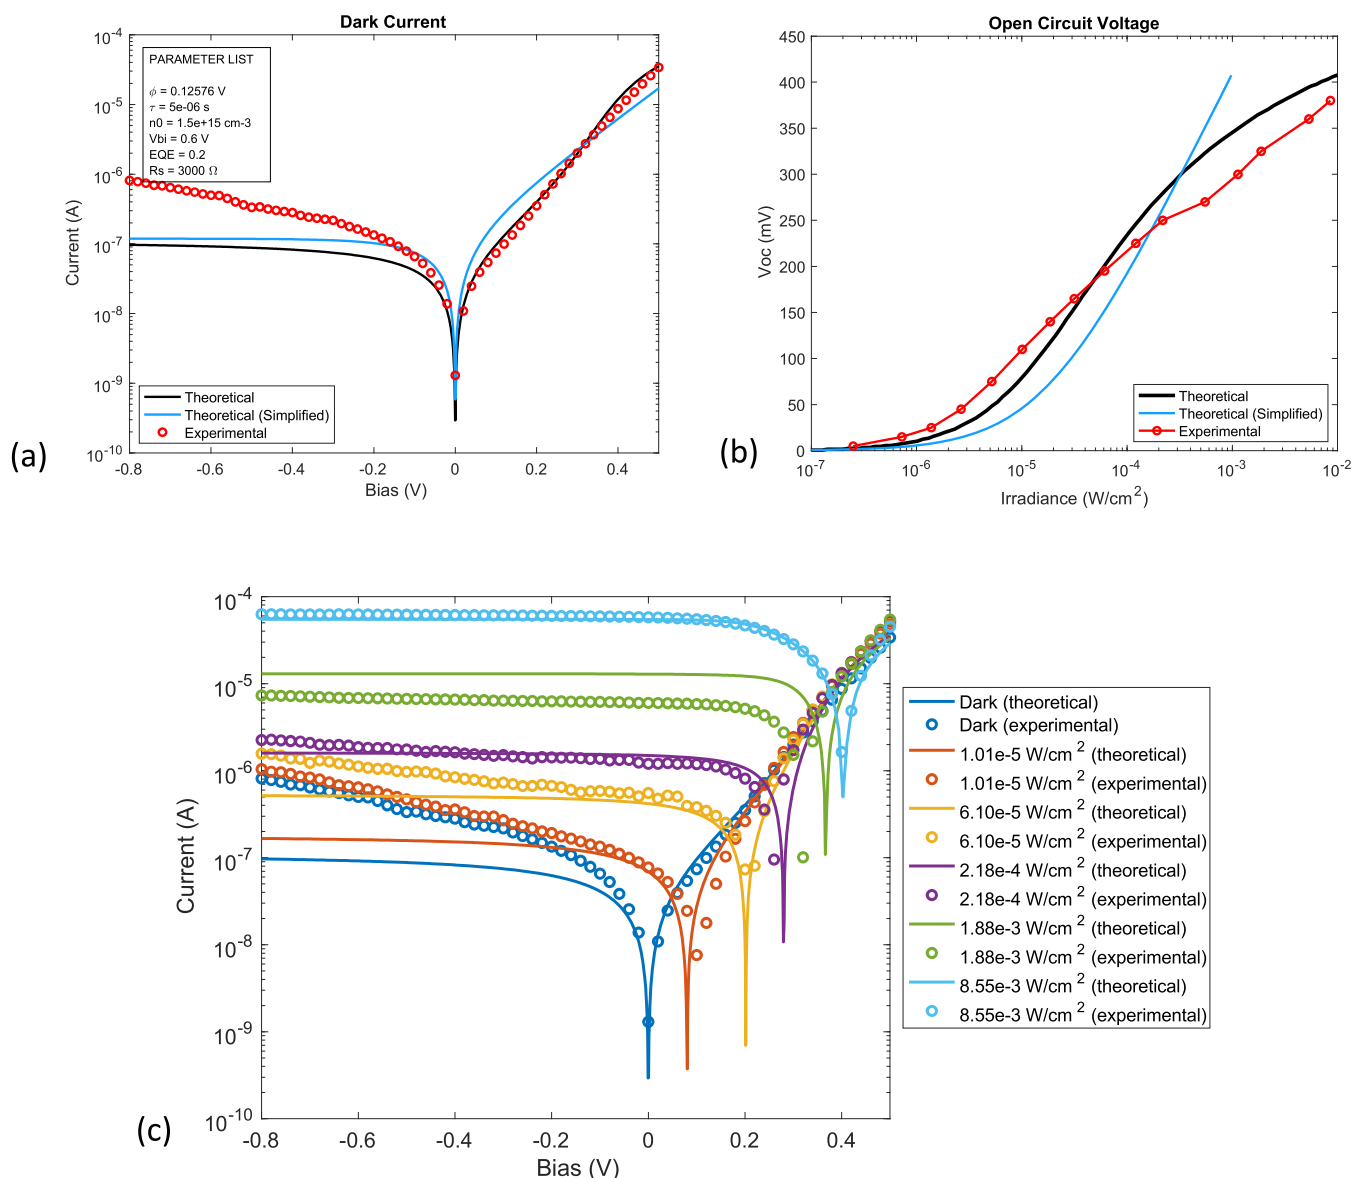 Dark Current
10^-4
10^-5
10^-6
10^-7
10^-8
10^-9
10^-10
Current (A)
PARAMETER LIST
ϕ = 0.12576 V
τ = 5e-06 s
n0 = 1.5e+15 cm-3
Vbi = 0.6 V
EQE = 0.2
Rs = 3000 Ω
Theoretical
Theoretical (Simplified)
Experimental
-0.8 -0.6 -0.4 -0.2 0 0.2 0.4
Bias (V)
(a)
Open Circuit Voltage
450
400
350
300
250
200
150
100
50
0
Voc (mV)
Theoretical
Theoretical (Simplified)
Experimental
10^-7 10^-6 10^-5 10^-4 10^-3 10^-2
Irradiance (W/cm^2)
(b)
10^-4
10^-5
10^-6
10^-7
10^-8
10^-9
10^-10
Current (A)
-0.8 -0.6 -0.4 -0.2 0 0.2 0.4
Bias (V)
(c)
Dark (theoretical)
Dark (experimental)
1.01e-5 W/cm ^2 (theoretical)
1.01e-5 W/cm ^2 (experimental)
6.10e-5 W/cm ^2 (theoretical)
6.10e-5 W/cm ^2 (experimental)
2.18e-4 W/cm ^2 (theoretical)
2.18e-4 W/cm ^2 (experimental)
1.88e-3 W/cm ^2 (theoretical)
1.88e-3 W/cm ^2 (experimental)
8.55e-3 W/cm ^2 (theoretical)
8.55e-3 W/cm ^2 (experimental)